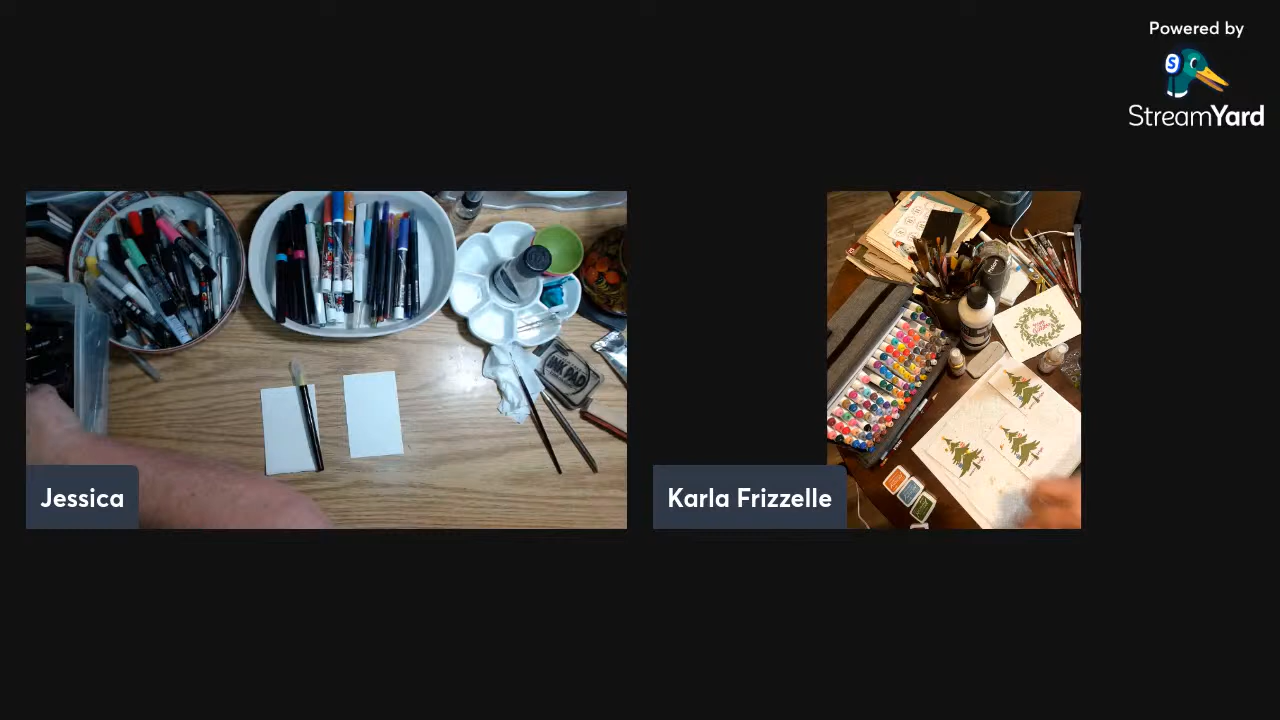 Powered by
S
StreamYard
INK PAD
Jessica
Karla Frizzelle